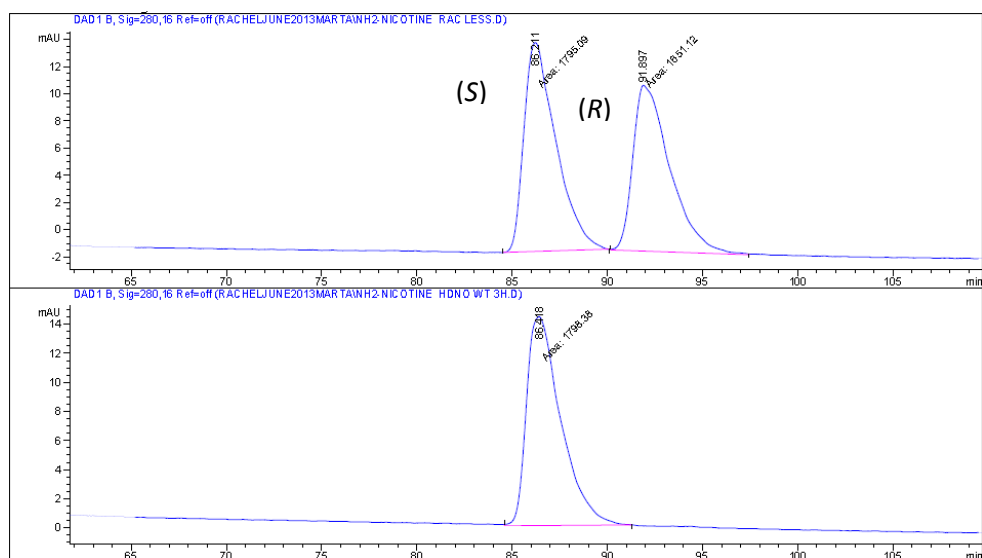 DAD1 B, Sig=280,16 Ref=off (RACHELJUNE2013MARTA\NH2-NICOTINE RAC LESS.D)
mAU
12
10
8
6
4
2
0
-2
86.211
Area: 1795.09
91.897
Area: 1651.12
(S)
(R)
65 70 75 80 85 90 95 100 105 min
DAD1 B, Sig=280,16 Ref=off (RACHELJUNE2013MARTA\NH2-NICOTINE HDNO WT 3H.D)
mAU
14
12
10
8
6
4
2
0
86.418
Area: 1798.38
65 70 75 80 85 90 95 100 105 min